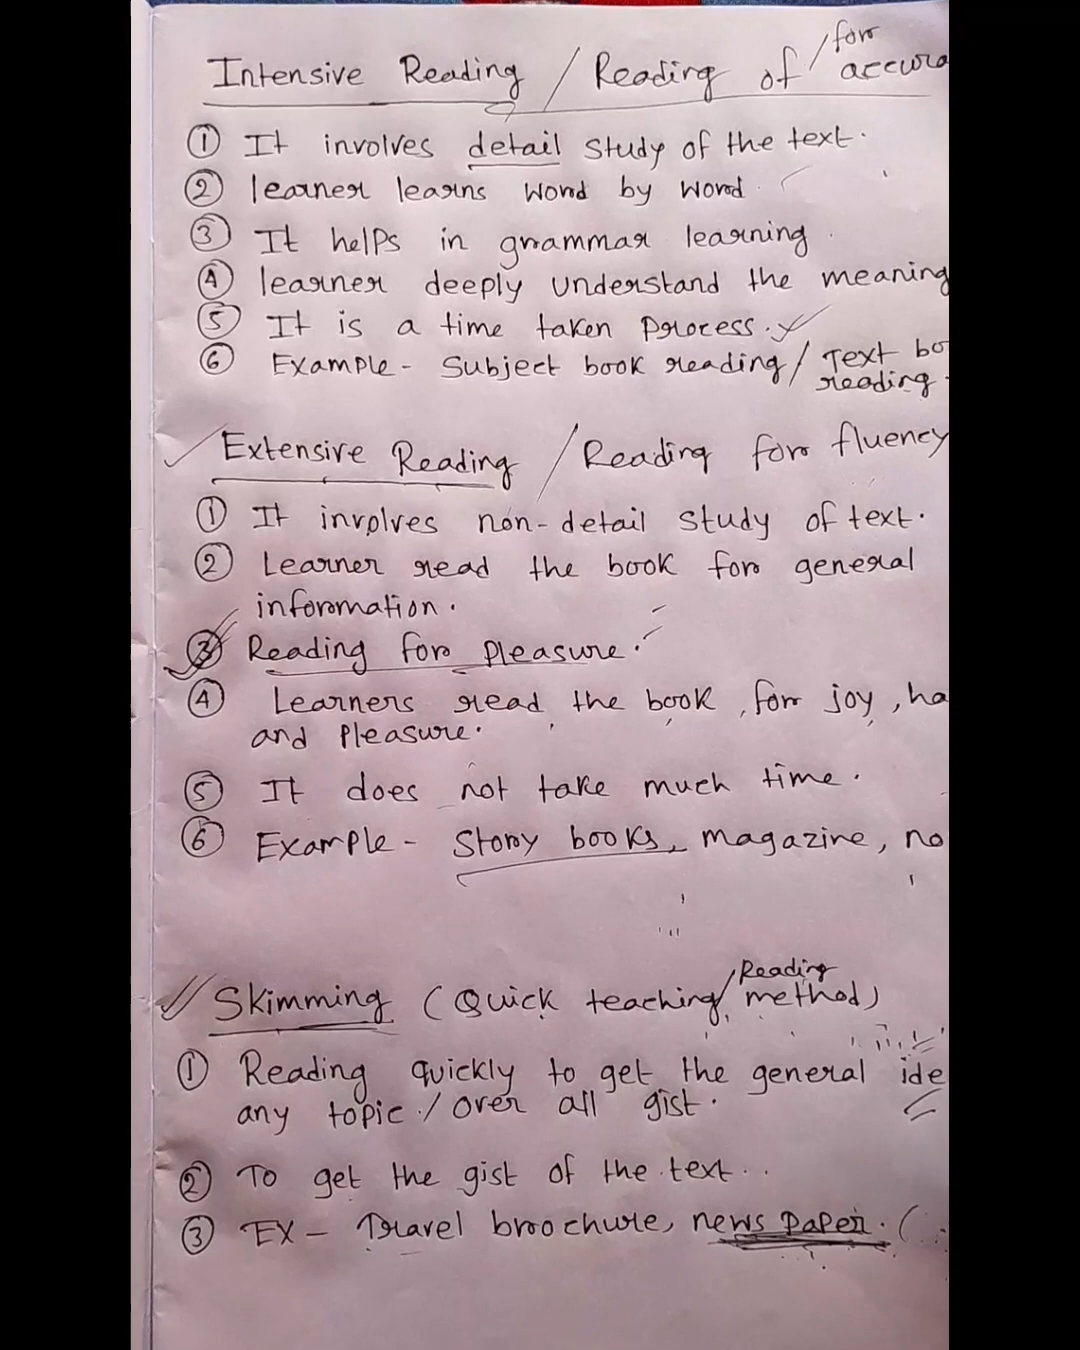 Intensive Reading / Reading of / for
accura
① It involves detail study of the text.
② learner learns word by word
③ It helps in grammar learning.
④ learner deeply understand the meaning
⑤ It is a time taken process.
⑥ Example - Subject book reading / Text bo
reading
Extensive Reading / Reading for fluency
① It involves non-detail study of text.
② Learner read the book for general
information.
③ Reading for pleasure.
④ Learners read the book, for joy, ha
and pleasure.
⑤ It does not take much time.
⑥ Example - Story books, magazine, no
Skimming (Quick teaching/ Reading
method)
① Reading quickly to get the general ide
any topic. / over all gist.
② To get the gist of the text..
③ EX - Travel brochure, news paper. (